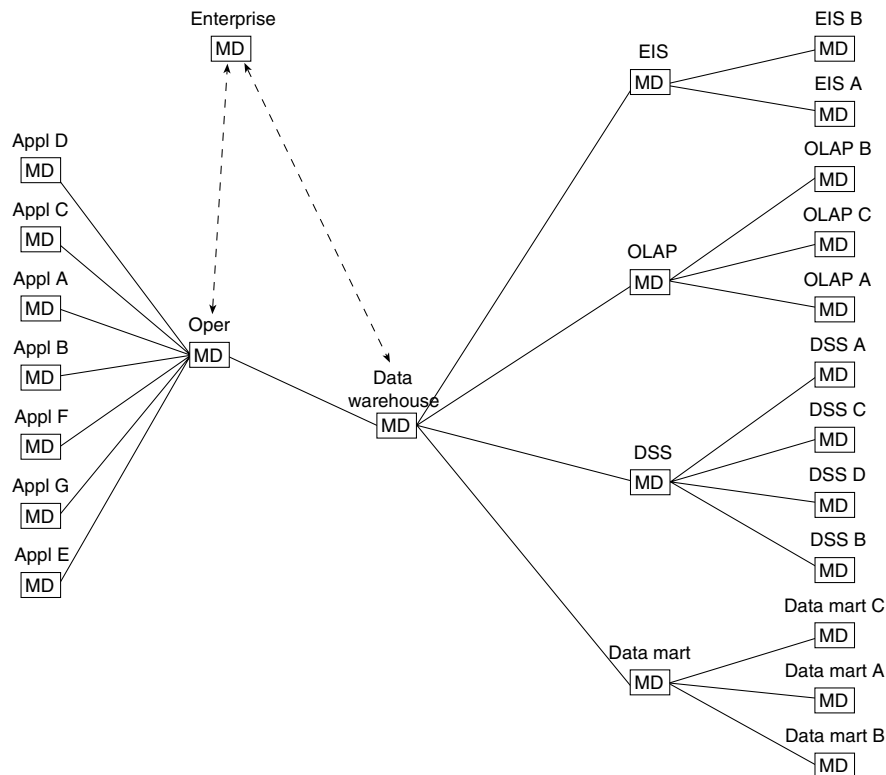 Enterprise
MD
Appl D
MD
Appl C
MD
Appl A
MD
Appl B
MD
Appl F
MD
Appl G
MD
Appl E
MD
Oper
MD
Data
warehouse
MD
EIS
MD
EIS B
MD
EIS A
MD
OLAP
MD
OLAP B
MD
OLAP C
MD
OLAP A
MD
DSS
MD
DSS A
MD
DSS C
MD
DSS D
MD
DSS B
MD
Data mart
MD
Data mart C
MD
Data mart A
MD
Data mart B
MD